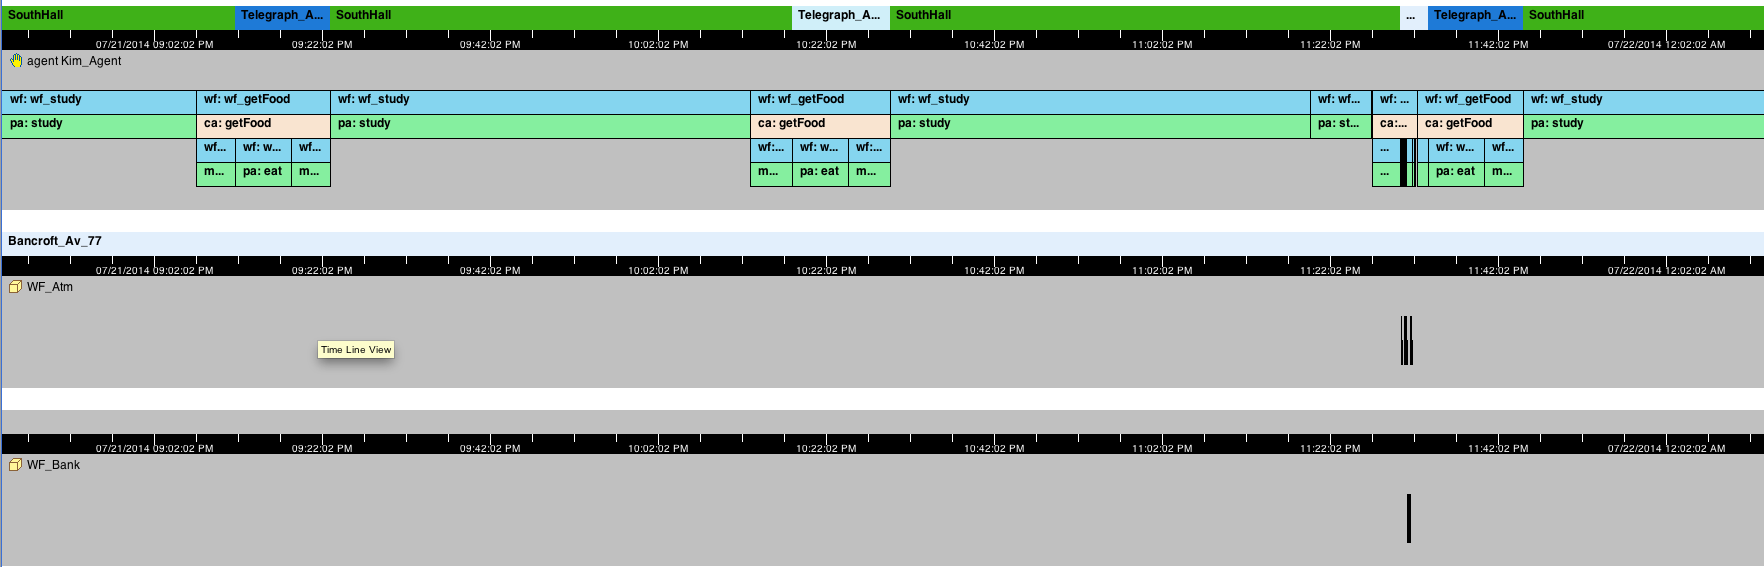 SouthHall Telegraph_A... SouthHall Telegraph_A... SouthHall ... Telegraph_A... SouthHall
07/21/2014 09:02:02 PM 09:22:02 PM 09:42:02 PM 10:02:02 PM 10:22:02 PM 10:42:02 PM 11:02:02 PM 11:22:02 PM 11:42:02 PM 07/22/2014 12:02:02 AM
agent Kim_Agent
wf: wf_study wf: wf_getFood wf: wf_study wf: wf_getFood wf: wf_study wf: wf... wf: ... wf: wf_getFood wf: wf_study
pa: study ca: getFood pa: study ca: getFood pa: study pa: st... ca:... ca: getFood pa: study
wf... wf: w... wf... wf:... wf: w... wf:... ... wf: w... wf...
m... pa: eat m... m... pa: eat m... ... pa: eat m...
Bancroft_Av_77
07/21/2014 09:02:02 PM 09:22:02 PM 09:42:02 PM 10:02:02 PM 10:22:02 PM 10:42:02 PM 11:02:02 PM 11:22:02 PM 11:42:02 PM 07/22/2014 12:02:02 AM
WF_Atm
Time Line View
07/21/2014 09:02:02 PM 09:22:02 PM 09:42:02 PM 10:02:02 PM 10:22:02 PM 10:42:02 PM 11:02:02 PM 11:22:02 PM 11:42:02 PM 07/22/2014 12:02:02 AM
WF_Bank